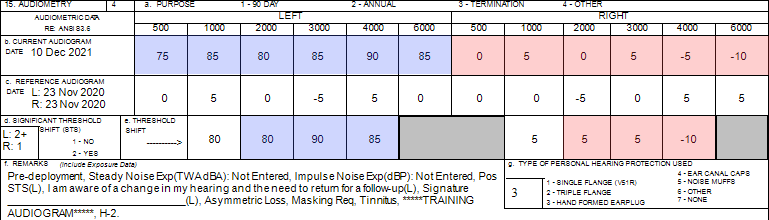 15. AUDIOMETRY 4 a. PURPOSE 1 - 90 DAY 2 - ANNUAL 3 - TERMINATION 4 - OTHER
AUDIOMETRIC DATA LEFT RIGHT
RE: ANSI S3.6 500 1000 2000 3000 4000 6000 500 1000 2000 3000 4000 6000
b. CURRENT AUDIOGRAM
DATE 10 Dec 2021 75 85 80 85 90 85 0 5 0 5 -5 -10
c. REFERENCE AUDIOGRAM
DATE L: 23 Nov 2020
R: 23 Nov 2020 0 5 0 -5 5 0 0 0 -5 0 5 5
d. SIGNIFICANT THRESHOLD e. THRESHOLD
SHIFT (STS) SHIFT
L: 2+ 1 - NO ----------> 80 80 90 85 5 5 5 -10
R: 1 2 - YES
f. REMARKS (Include Exposure Data) g. TYPE OF PERSONAL HEARING PROTECTION USED
Pre-deployment, Steady Noise Exp(TWA dBA): Not Entered, Impulse Noise Exp(dBP): Not Entered, Pos
STS(L), I am aware of a change in my hearing and the need to return for a follow-up(L), Signature
(L), Asymmetric Loss, Masking Req, Tinnitus, *****TRAINING
AUDIOGRAM*****, H-2.
3
1 - SINGLE FLANGE (V51R)
2 - TRIPLE FLANGE
3 - HAND FORMED EARPLUG
4 - EAR CANAL CAPS
5 - NOISE MUFFS
6 - OTHER
7 - NONE